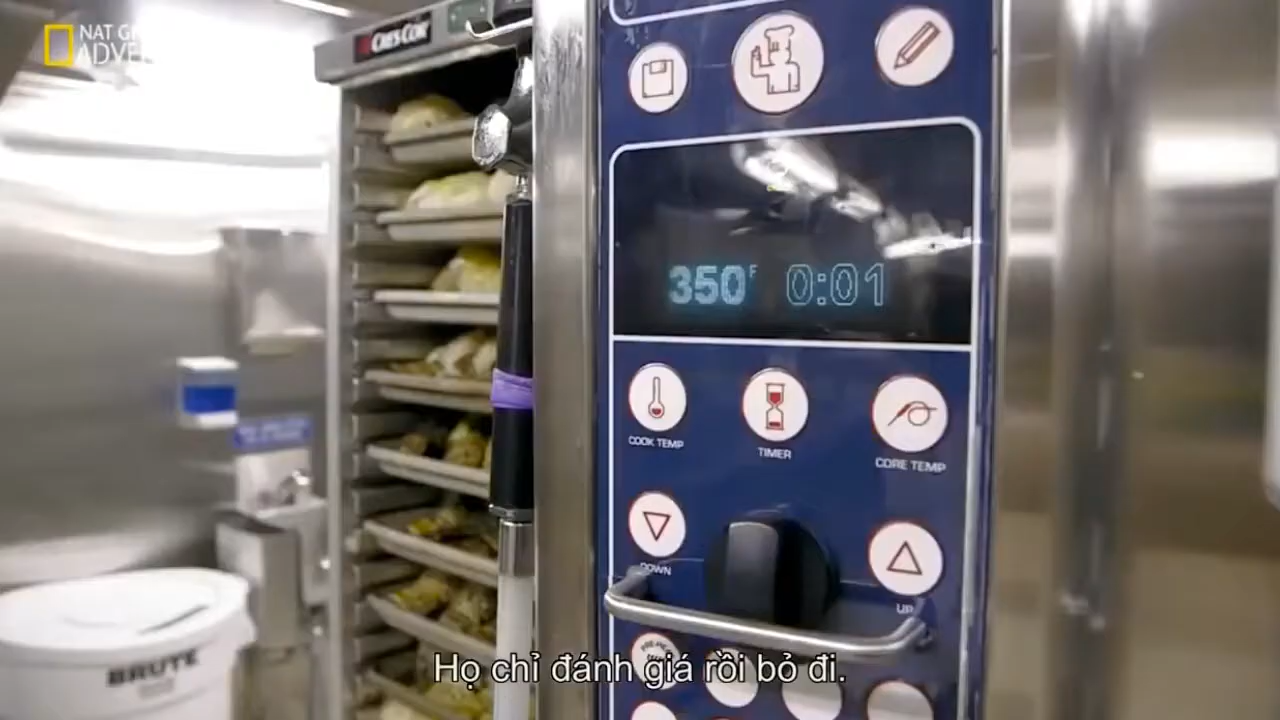 NAT G
ADVE
CRES COR
350°F 0:01
COOK TEMP
TIMER
CORE TEMP
DOWN
UP
BRUTE
Họ chỉ đánh giá rồi bỏ đi.